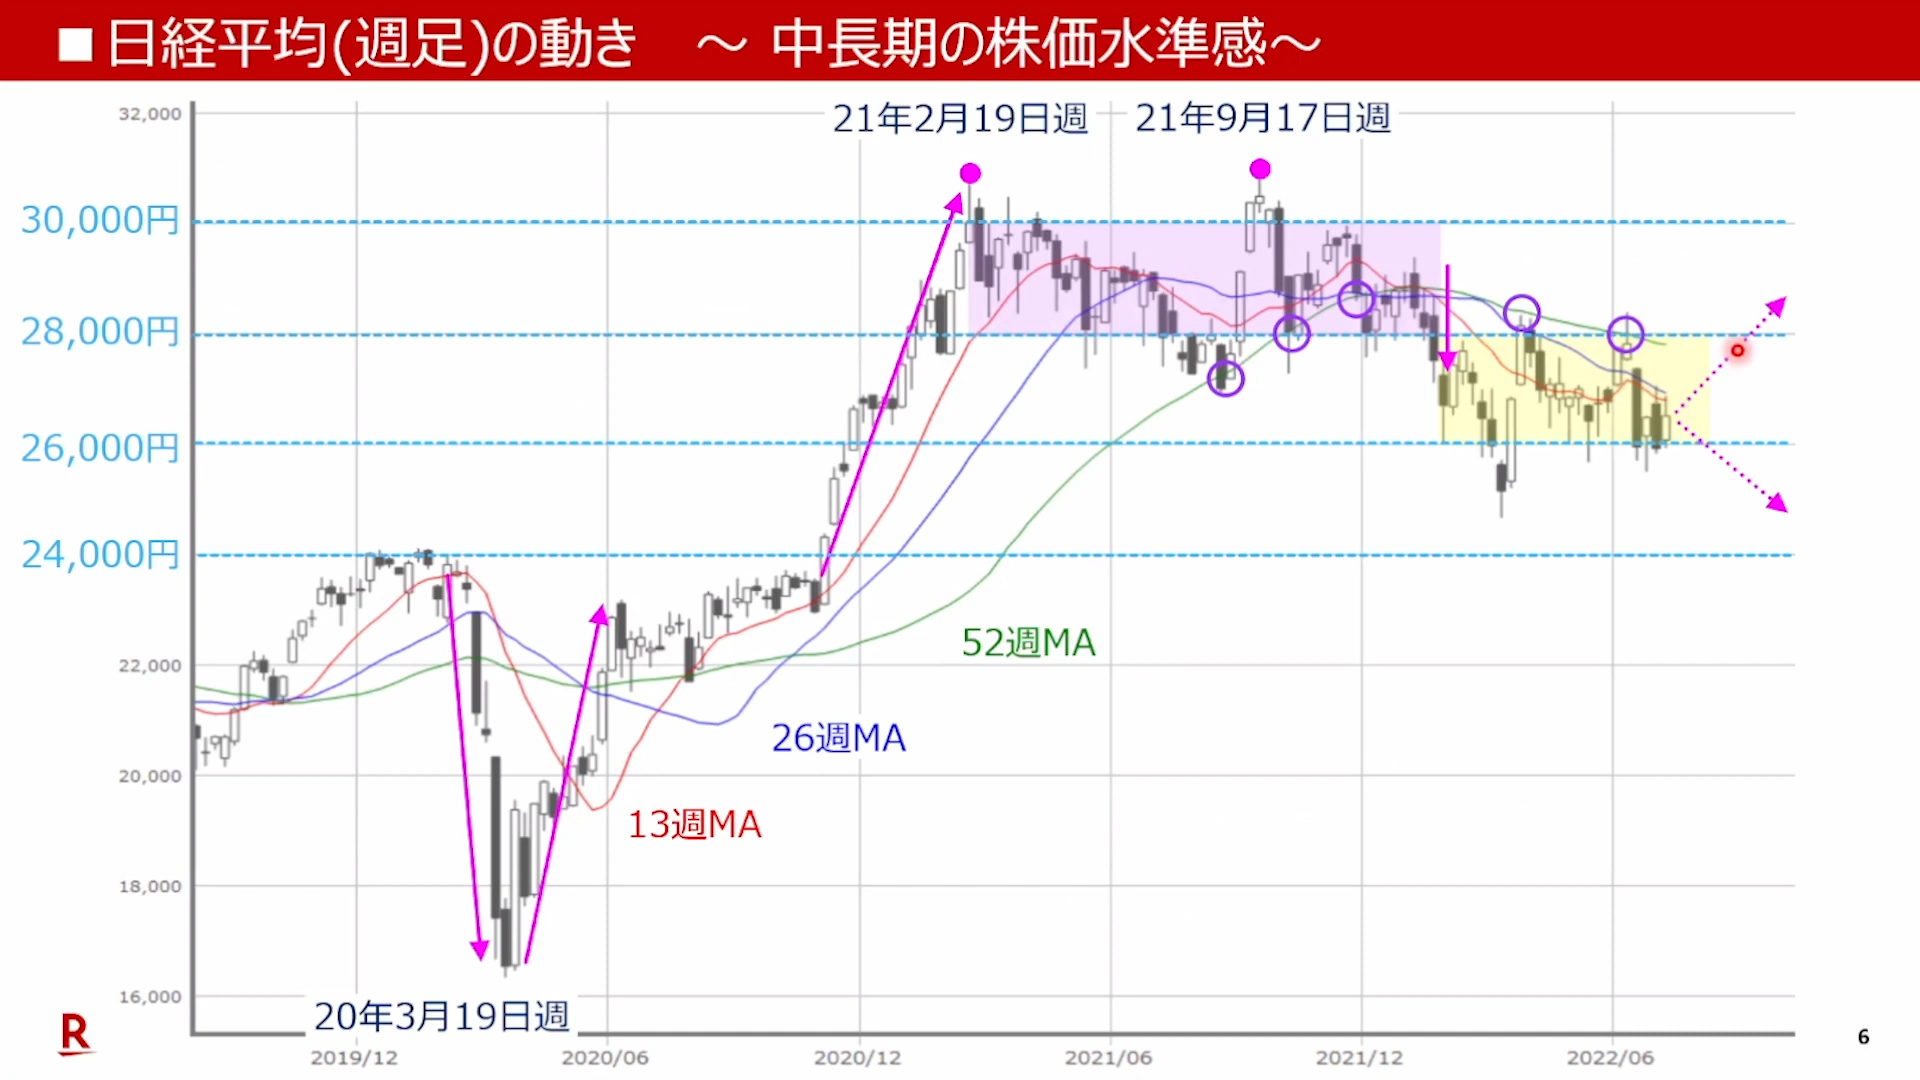 ■日経平均(週足)の動き　～ 中長期の株価水準感～
32,000
21年2月19日週
21年9月17日週
30,000円
28,000円
26,000円
24,000円
22,000
20,000
18,000
16,000
52週MA
26週MA
13週MA
20年3月19日週
2019/12
2020/06
2020/12
2021/06
2021/12
2022/06
R
6